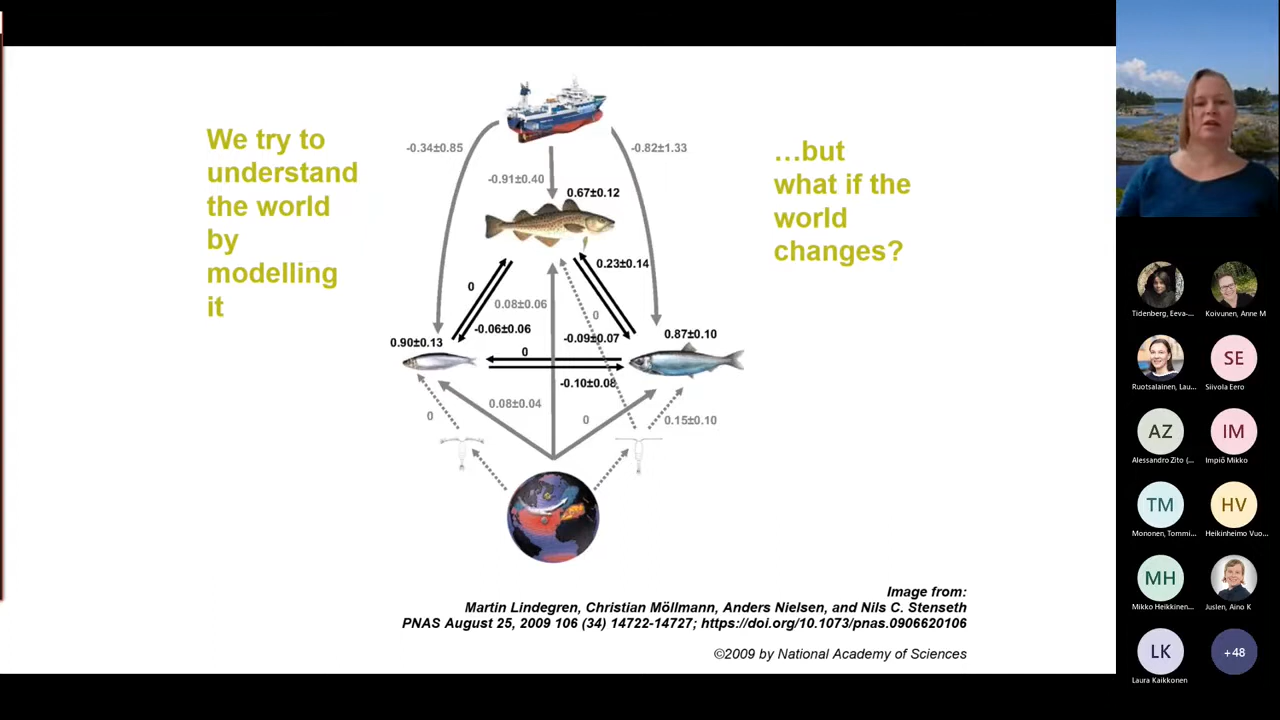 We try to
understand
the world
by
modelling
it
…but
what if the
world
changes?
-0.34±0.85
-0.82±1.33
-0.91±0.40
0.67±0.12
0.23±0.14
0
0.08±0.06
0
-0.06±0.06
-0.09±0.07
0.87±0.10
0.90±0.13
0
-0.10±0.08
0.08±0.04
0
0
0.15±0.10
Image from:
Martin Lindegren, Christian Möllmann, Anders Nielsen, and Nils C. Stenseth
PNAS August 25, 2009 106 (34) 14722-14727; https://doi.org/10.1073/pnas.0906620106
©2009 by National Academy of Sciences
Tidenberg, Eeva-...
Koivunen, Anne M
Ruotsalainen, Lau...
SE
Siivola Eero
AZ
Alessandro Zito (...
IM
Impiö Mikko
TM
Mononen, Tommi...
HV
Heikinheimo Vuo...
MH
Mikko Heikkinen...
Juslen, Aino K
LK
Laura Kaikkonen
+48